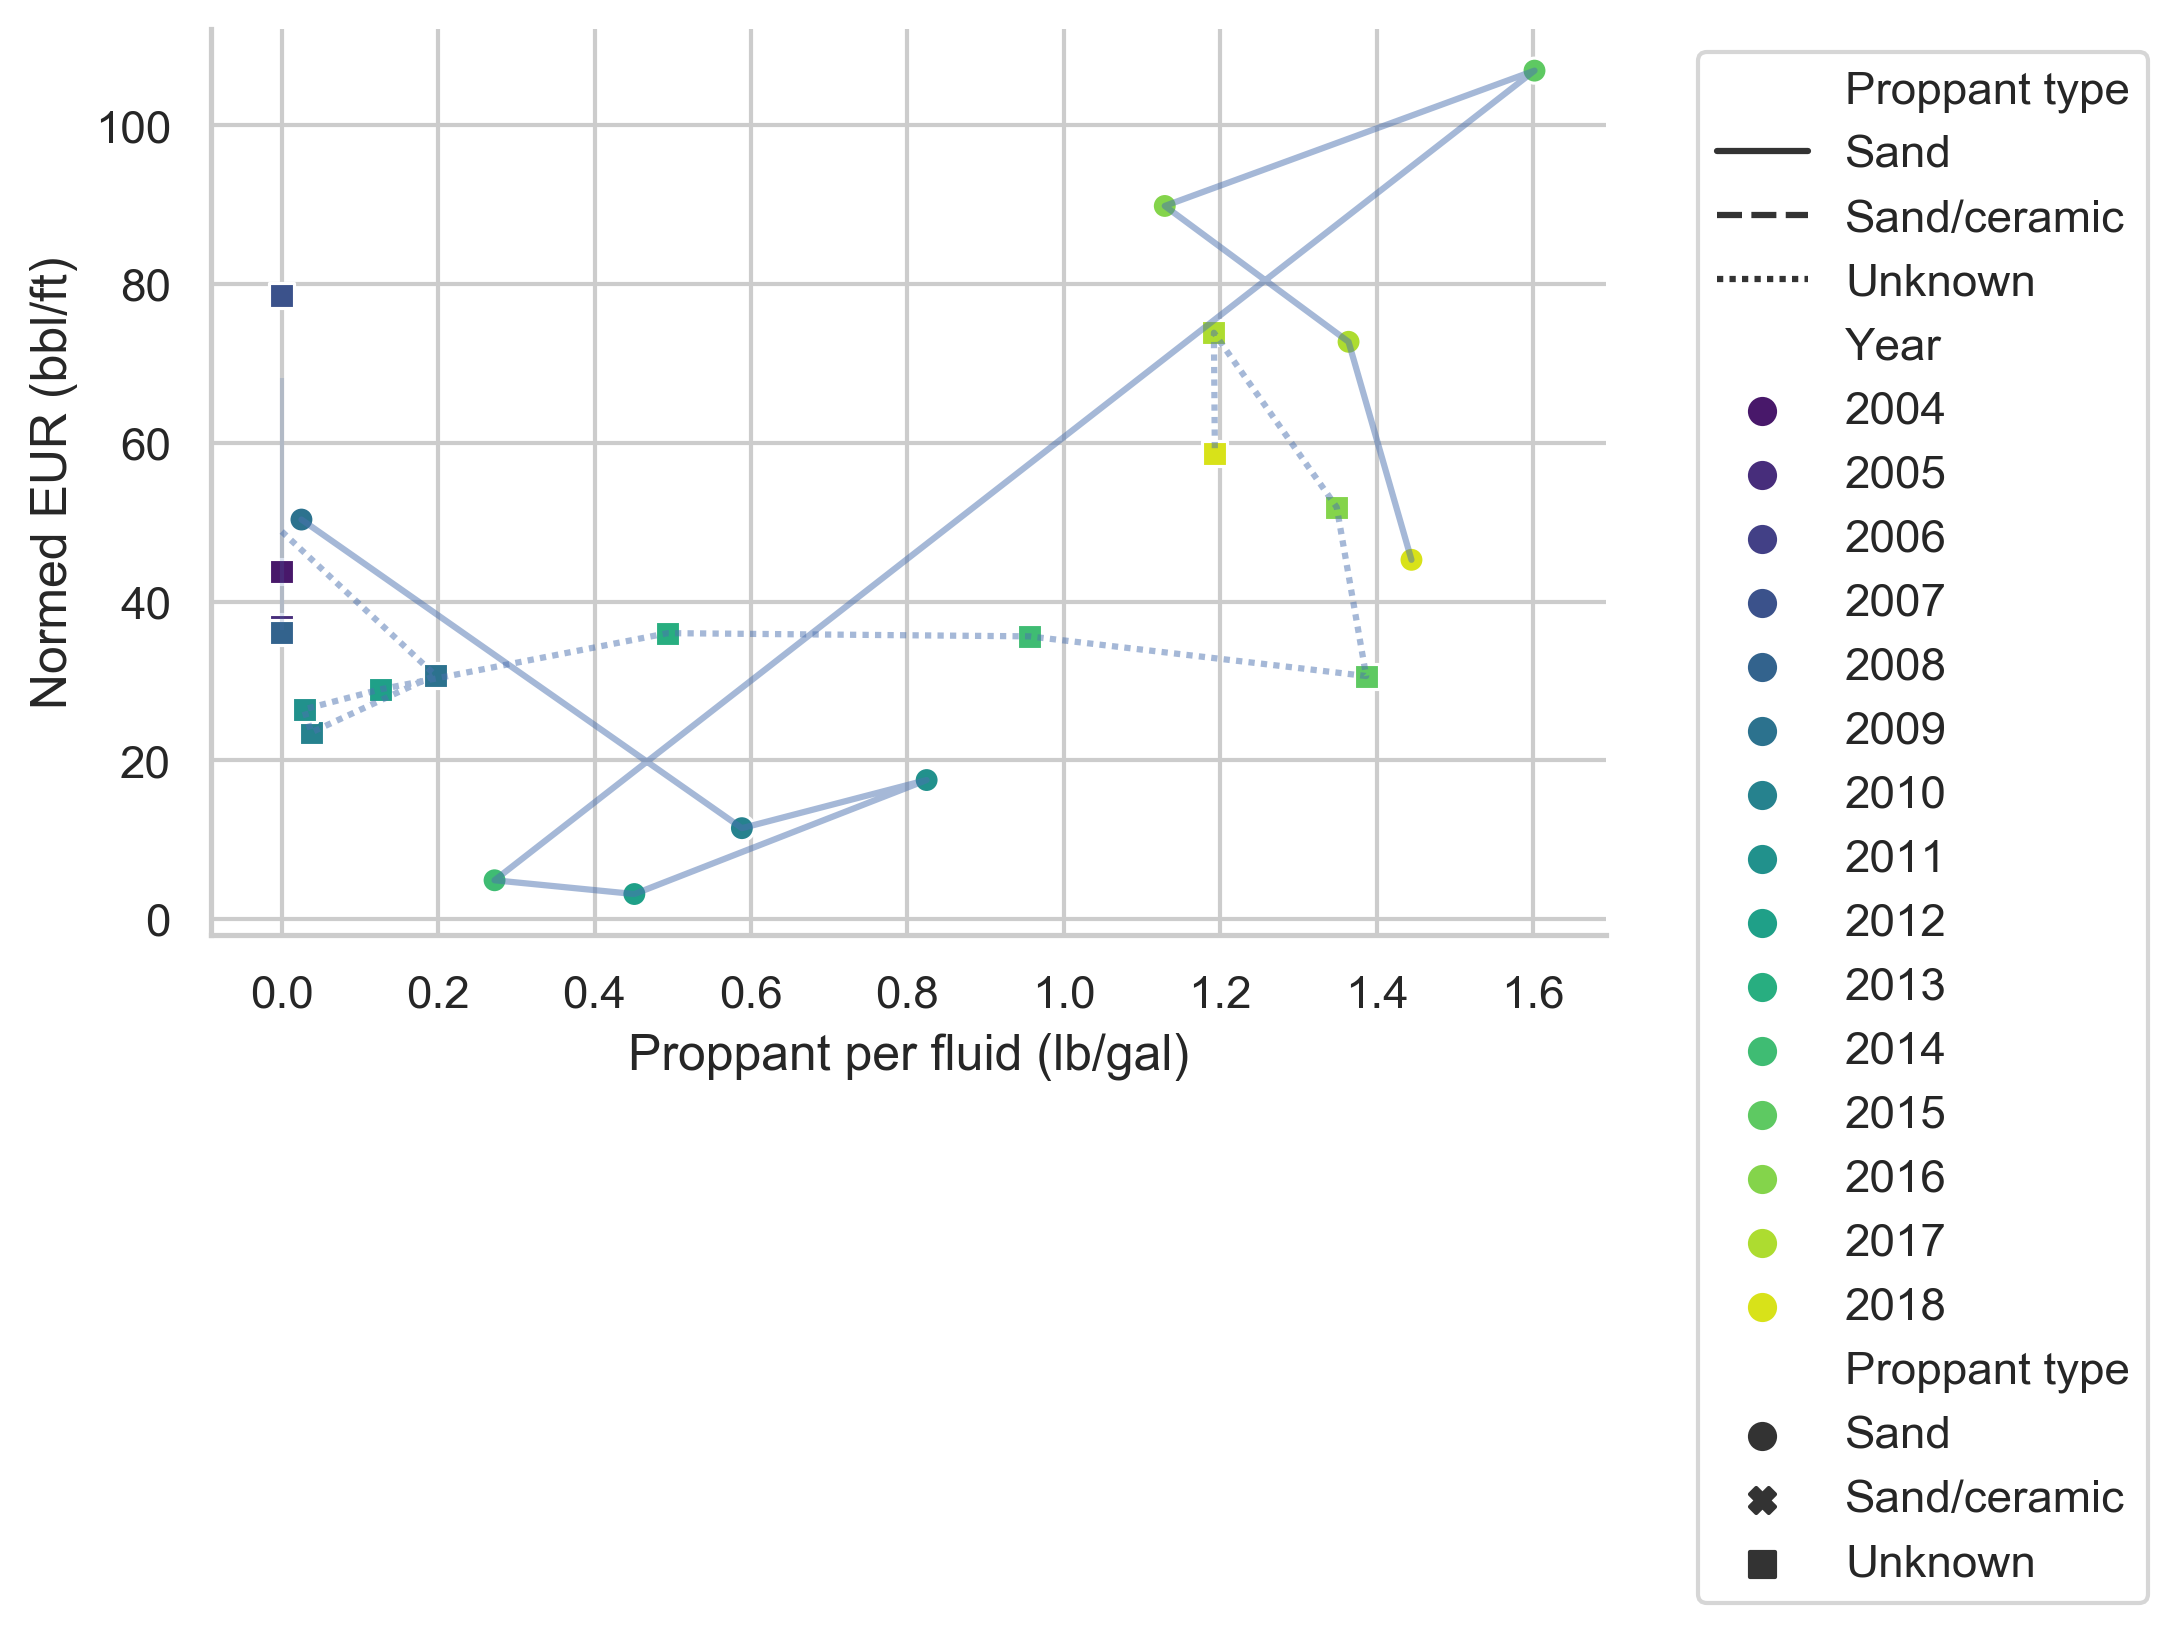 Normed EUR (bbl/ft)
100
80
60
40
20
0
0.0 0.2 0.4 0.6 0.8 1.0 1.2 1.4 1.6
Proppant per fluid (lb/gal)
Proppant type
Sand
Sand/ceramic
Unknown
Year
2004
2005
2006
2007
2008
2009
2010
2011
2012
2013
2014
2015
2016
2017
2018
Proppant type
Sand
Sand/ceramic
Unknown